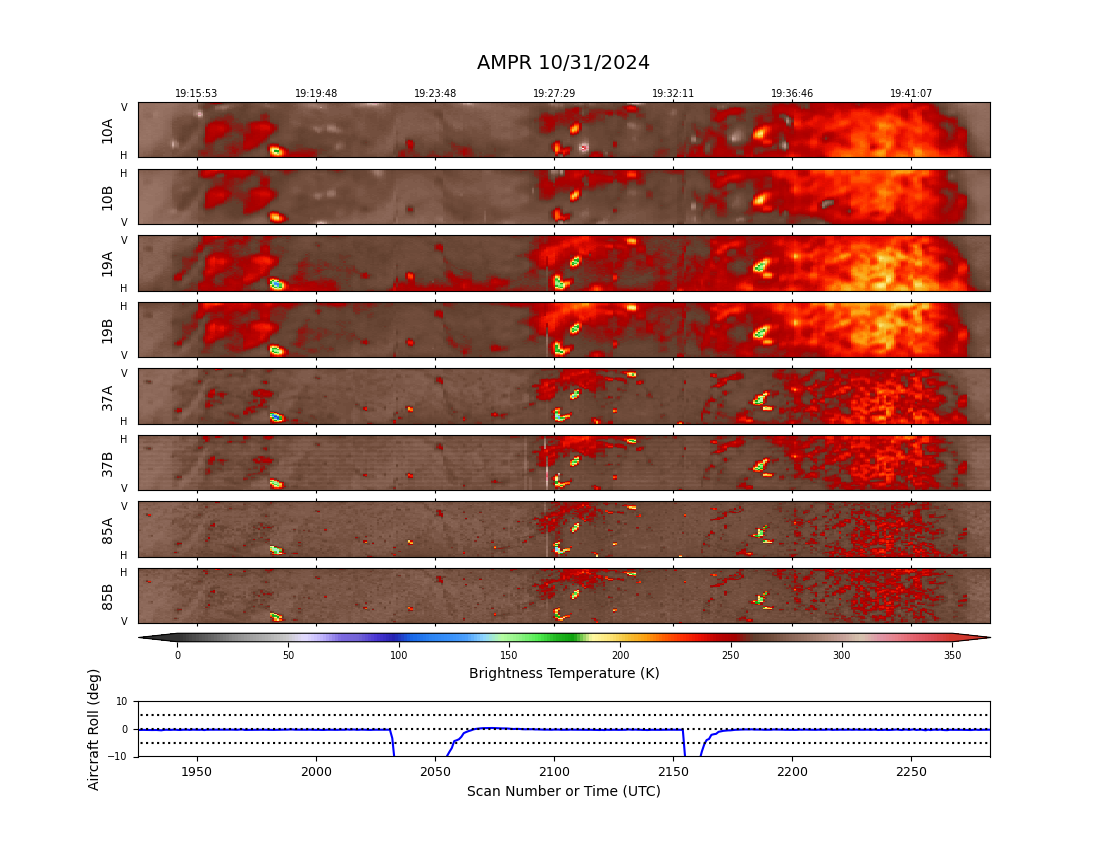 AMPR 10/31/2024
19:15:53 19:19:48 19:23:48 19:27:29 19:32:11 19:36:46 19:41:07
V
10A
H
H
10B
V
V
19A
H
H
19B
V
V
37A
H
H
37B
V
V
85A
H
H
85B
V
0 50 100 150 200 250 300 350
Brightness Temperature (K)
Aircraft Roll (deg)
10
0
−10
1950 2000 2050 2100 2150 2200 2250
Scan Number or Time (UTC)